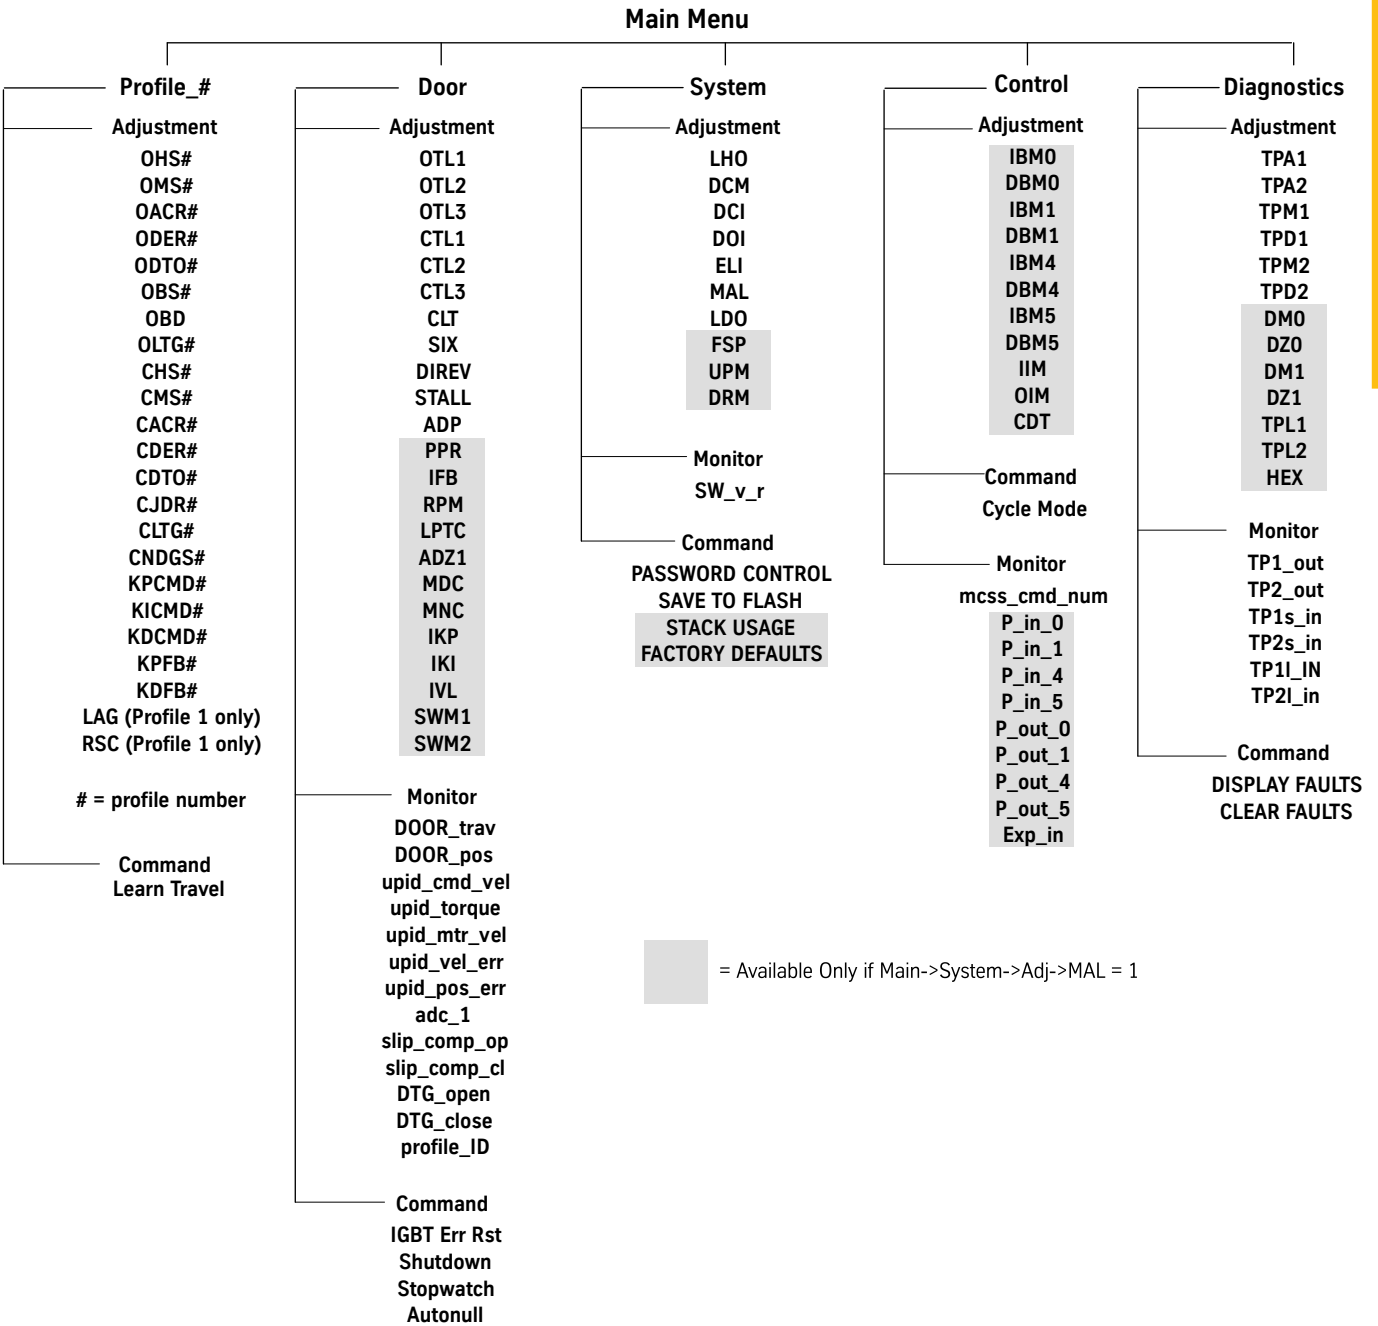 Main Menu
Profile_#
Adjustment
OHS#
OMS#
OACR#
ODER#
ODTO#
OBS#
OBD
OLTG#
CHS#
CMS#
CACR#
CDER#
CDTO#
CJDR#
CLTG#
CNDGS#
KPCMD#
KICMD#
KDCMD#
KPFB#
KDFB#
LAG (Profile 1 only)
RSC (Profile 1 only)
# = profile number
Command
Learn Travel
Door
Adjustment
OTL1
OTL2
OTL3
CTL1
CTL2
CTL3
CLT
SIX
DIREV
STALL
ADP
PPR
IFB
RPM
LPTC
ADZ1
MDC
MNC
IKP
IKI
IVL
SWM1
SWM2
Monitor
DOOR_trav
DOOR_pos
upid_cmd_vel
upid_torque
upid_mtr_vel
upid_vel_err
upid_pos_err
adc_1
slip_comp_op
slip_comp_cl
DTG_open
DTG_close
profile_ID
Command
IGBT Err Rst
Shutdown
Stopwatch
Autonull
System
Adjustment
LHO
DCM
DCI
DOI
ELI
MAL
LDO
FSP
UPM
DRM
Monitor
SW_v_r
Command
PASSWORD CONTROL
SAVE TO FLASH
STACK USAGE
FACTORY DEFAULTS
Control
Adjustment
IBM0
DBM0
IBM1
DBM1
IBM4
DBM4
IBM5
DBM5
IIM
OIM
CDT
Command
Cycle Mode
Monitor
mcss_cmd_num
P_in_0
P_in_1
P_in_4
P_in_5
P_out_0
P_out_1
P_out_4
P_out_5
Exp_in
Diagnostics
Adjustment
TPA1
TPA2
TPM1
TPD1
TPM2
TPD2
DM0
DZ0
DM1
DZ1
TPL1
TPL2
HEX
Monitor
TP1_out
TP2_out
TP1s_in
TP2s_in
TP1l_IN
TP2l_in
Command
DISPLAY FAULTS
CLEAR FAULTS
= Available Only if Main->System->Adj->MAL = 1